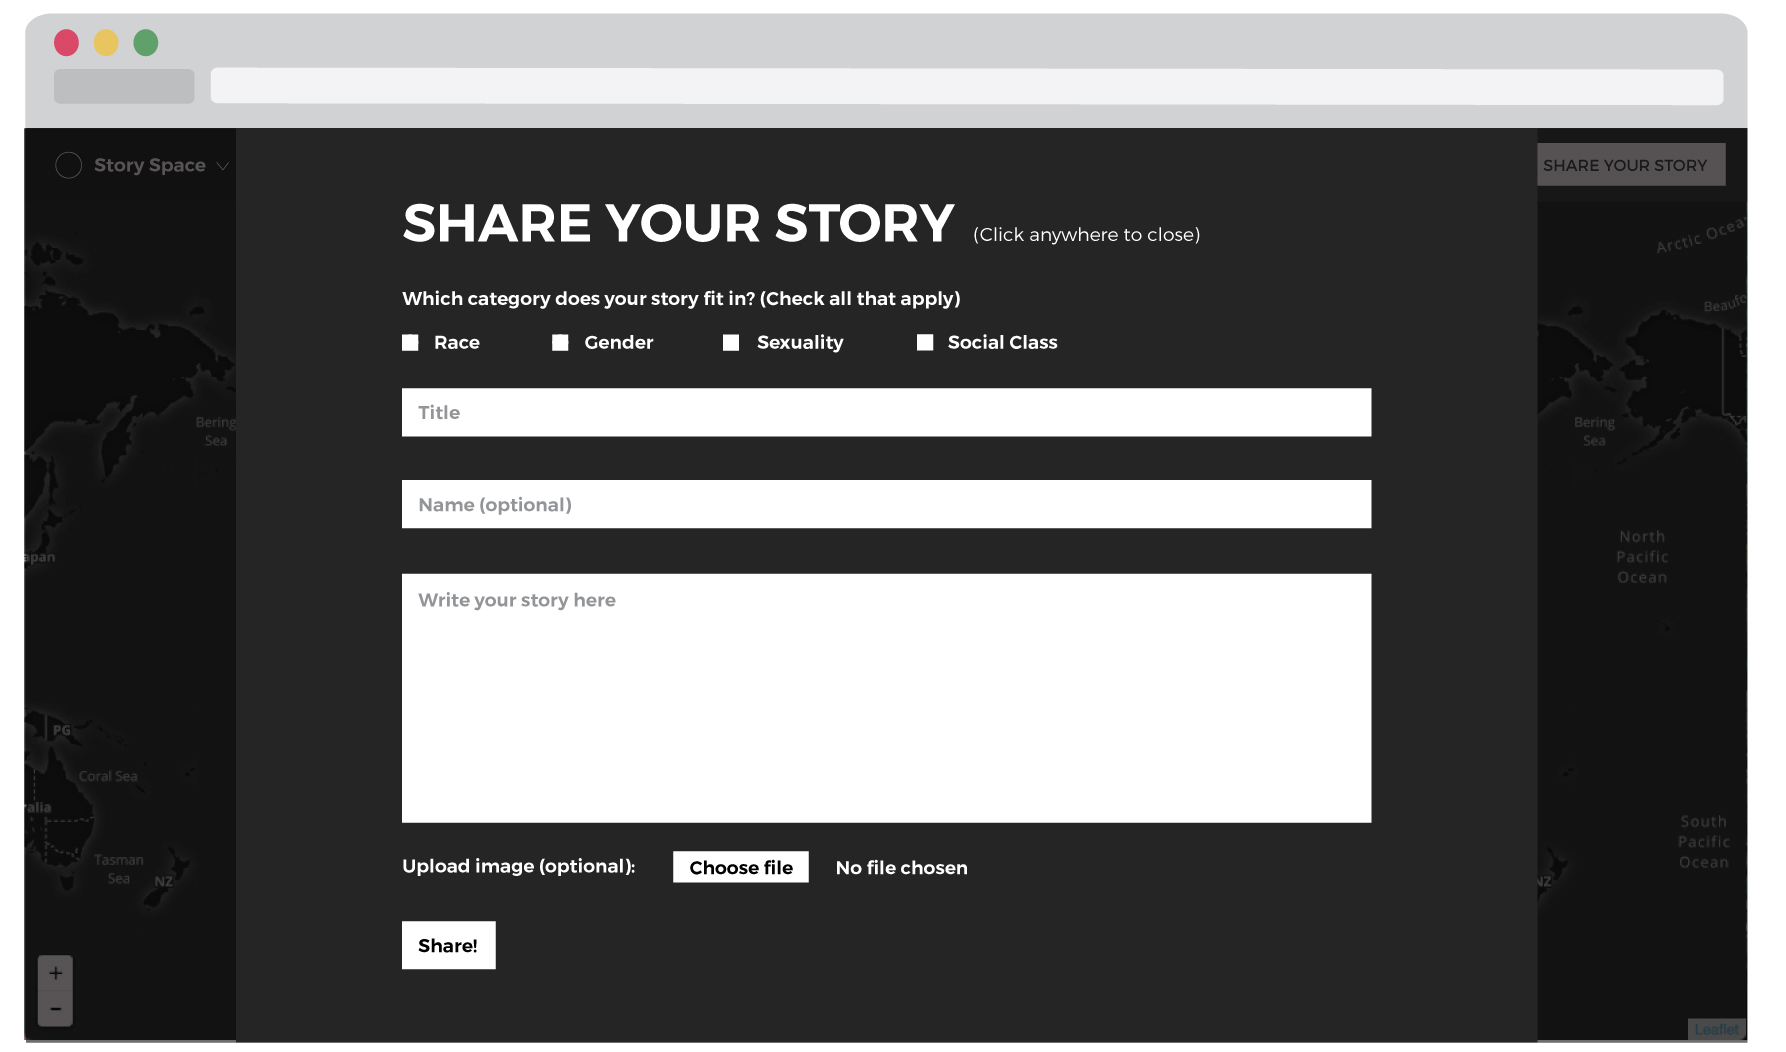 Story Space
SHARE YOUR STORY
SHARE YOUR STORY (Click anywhere to close)
Which category does your story fit in? (Check all that apply)
Race Gender Sexuality Social Class
Title
Name (optional)
Write your story here
Upload image (optional): Choose file No file chosen
Share!
Bering
Sea
apan
PG
Coral Sea
ralia
Tasman
Sea
NZ
+
−
Arctic Ocea
Beaufo
Bering
Sea
North
Pacific
Ocean
South
Pacific
Ocean
NZ
Leaflet